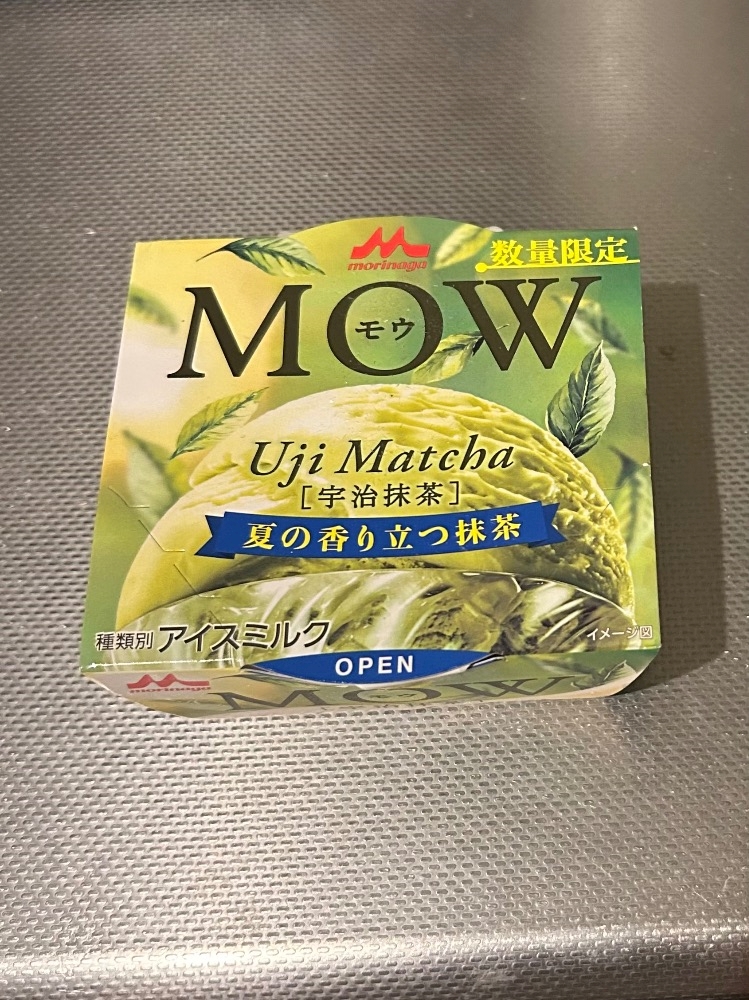 morinaga
数量限定
MOW
モウ
Uji Matcha
[宇治抹茶]
夏の香り立つ抹茶
種類別 アイスミルク
イメージ図
OPEN
morinaga
MOW